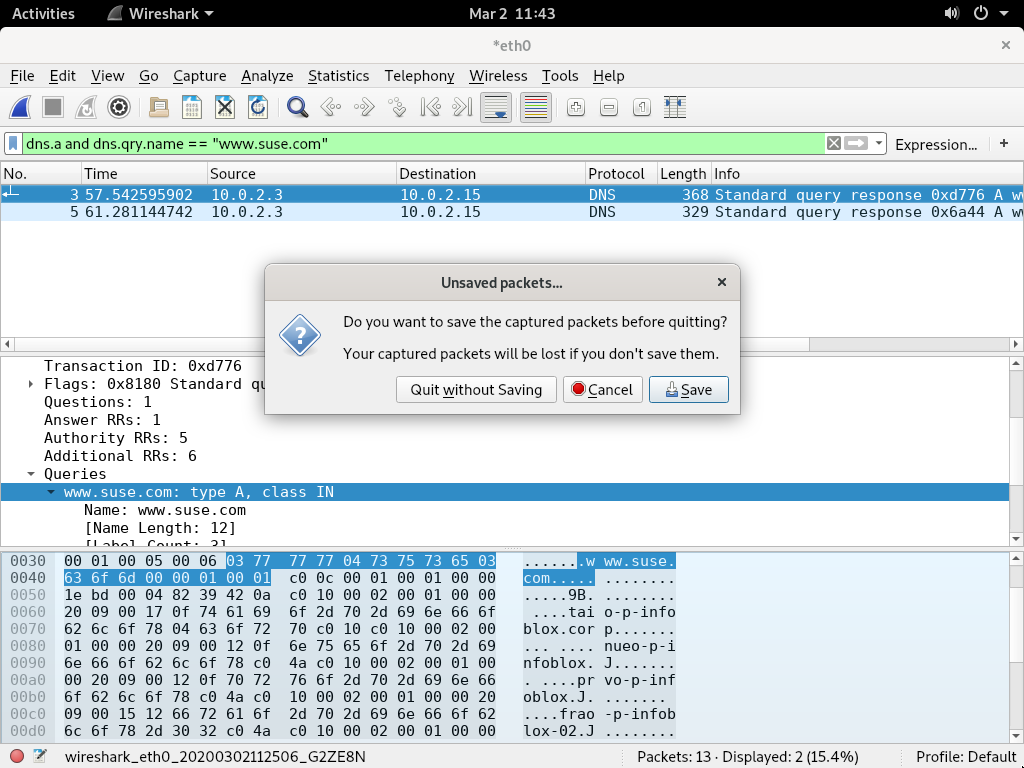 Activities Wireshark Mar 2 11:43
*eth0
File Edit View Go Capture Analyze Statistics Telephony Wireless Tools Help
dns.a and dns.qry.name == "www.suse.com" Expression... +
No. Time Source Destination Protocol Length Info
3 57.542595902 10.0.2.3 10.0.2.15 DNS 368 Standard query response 0xd776 A
5 61.281144742 10.0.2.3 10.0.2.15 DNS 329 Standard query response 0x6a44 A
Unsaved packets...
Do you want to save the captured packets before quitting?
Your captured packets will be lost if you don't save them.
Quit without Saving Cancel Save
Transaction ID: 0xd776
Flags: 0x8180 Standard
Questions: 1
Answer RRs: 1
Authority RRs: 5
Additional RRs: 6
Queries
www.suse.com: type A, class IN
Name: www.suse.com
[Name Length: 12]
[Label Count: 3]
0030 00 01 00 05 00 06 03 77 77 77 04 73 75 73 65 03 .......w ww.suse.
0040 63 6f 6d 00 00 01 00 01 c0 0c 00 01 00 01 00 00 com..... ........
0050 1e bd 00 04 82 39 42 0a c0 10 00 02 00 01 00 00 .....9B. ........
0060 20 09 00 17 0f 74 61 69 6f 2d 70 2d 69 6e 66 6f ....tai o-p-info
0070 62 6c 6f 78 04 63 6f 72 70 c0 10 c0 10 00 02 00 blox.cor p.......
0080 01 00 00 20 09 00 12 0f 6e 75 65 6f 2d 70 2d 69 ... .... nueo-p-i
0090 6e 66 6f 62 6c 6f 78 c0 4a c0 10 00 02 00 01 00 nfoblox. J.......
00a0 00 20 09 00 12 0f 70 72 76 6f 2d 70 2d 69 6e 66 . ....pr vo-p-inf
00b0 6f 62 6c 6f 78 c0 4a c0 10 00 02 00 01 00 00 20 oblox.J. .......
00c0 09 00 15 12 66 72 61 6f 2d 70 2d 69 6e 66 6f 62 ....frao -p-infob
00d0 6c 6f 78 2d 30 32 c0 4a c0 10 00 02 00 01 00 00 lox-02.J ........
wireshark_eth0_20200302112506_G2ZE8N Packets: 13 · Displayed: 2 (15.4%) Profile: Default